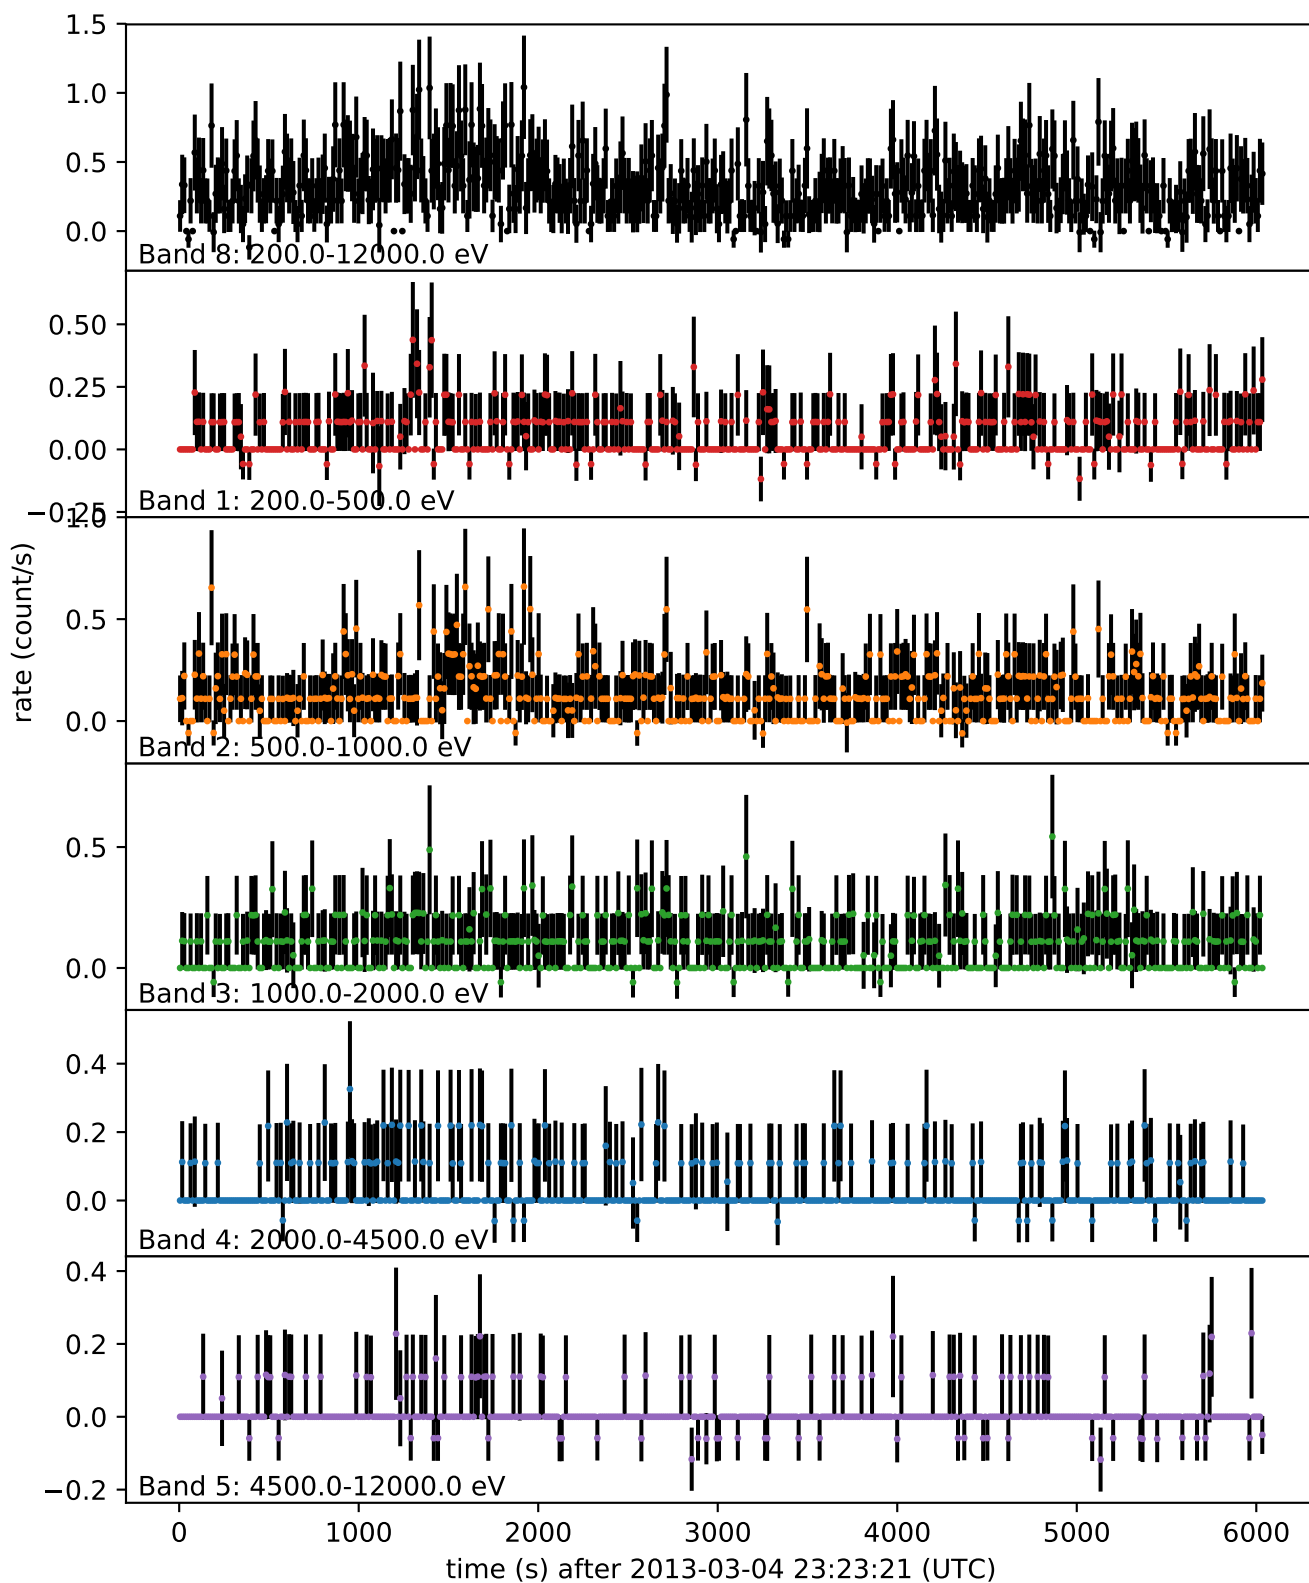 1.5
1.0
0.5
0.0
Band 8: 200.0-12000.0 eV
0.50
0.25
0.00
−0.25
Band 1: 200.0-500.0 eV
1.0
0.5
0.0
Band 2: 500.0-1000.0 eV
rate (count/s)
0.5
0.0
Band 3: 1000.0-2000.0 eV
0.4
0.2
0.0
Band 4: 2000.0-4500.0 eV
0.4
0.2
0.0
−0.2
Band 5: 4500.0-12000.0 eV
0 1000 2000 3000 4000 5000 6000
time (s) after 2013-03-04 23:23:21 (UTC)